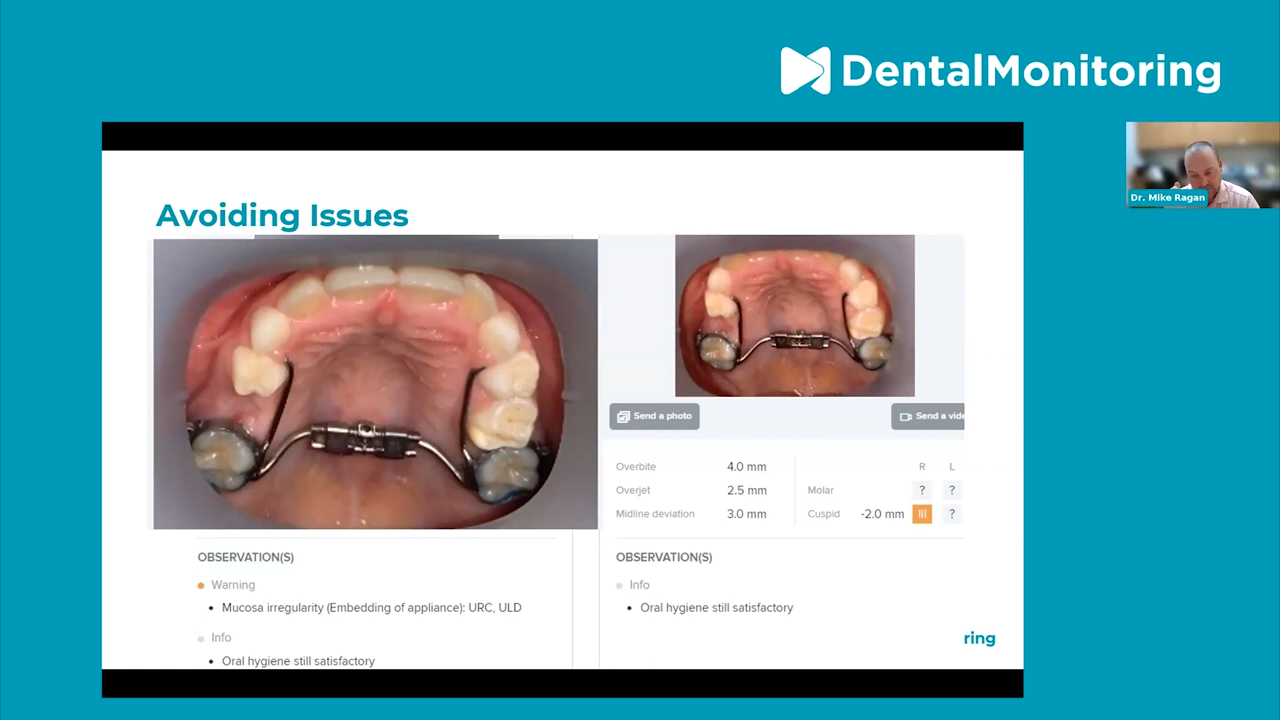 DentalMonitoring
Dr. Mike Ragan
Avoiding Issues
Send a photo
Send a vide
Overbite 4.0 mm
Overjet 2.5 mm
Midline deviation 3.0 mm
R L
Molar ? ?
Cuspid -2.0 mm III ?
OBSERVATION(S)
Warning
• Mucosa irregularity (Embedding of appliance): URC, ULD
Info
• Oral hygiene still satisfactory
OBSERVATION(S)
Info
• Oral hygiene still satisfactory
ring